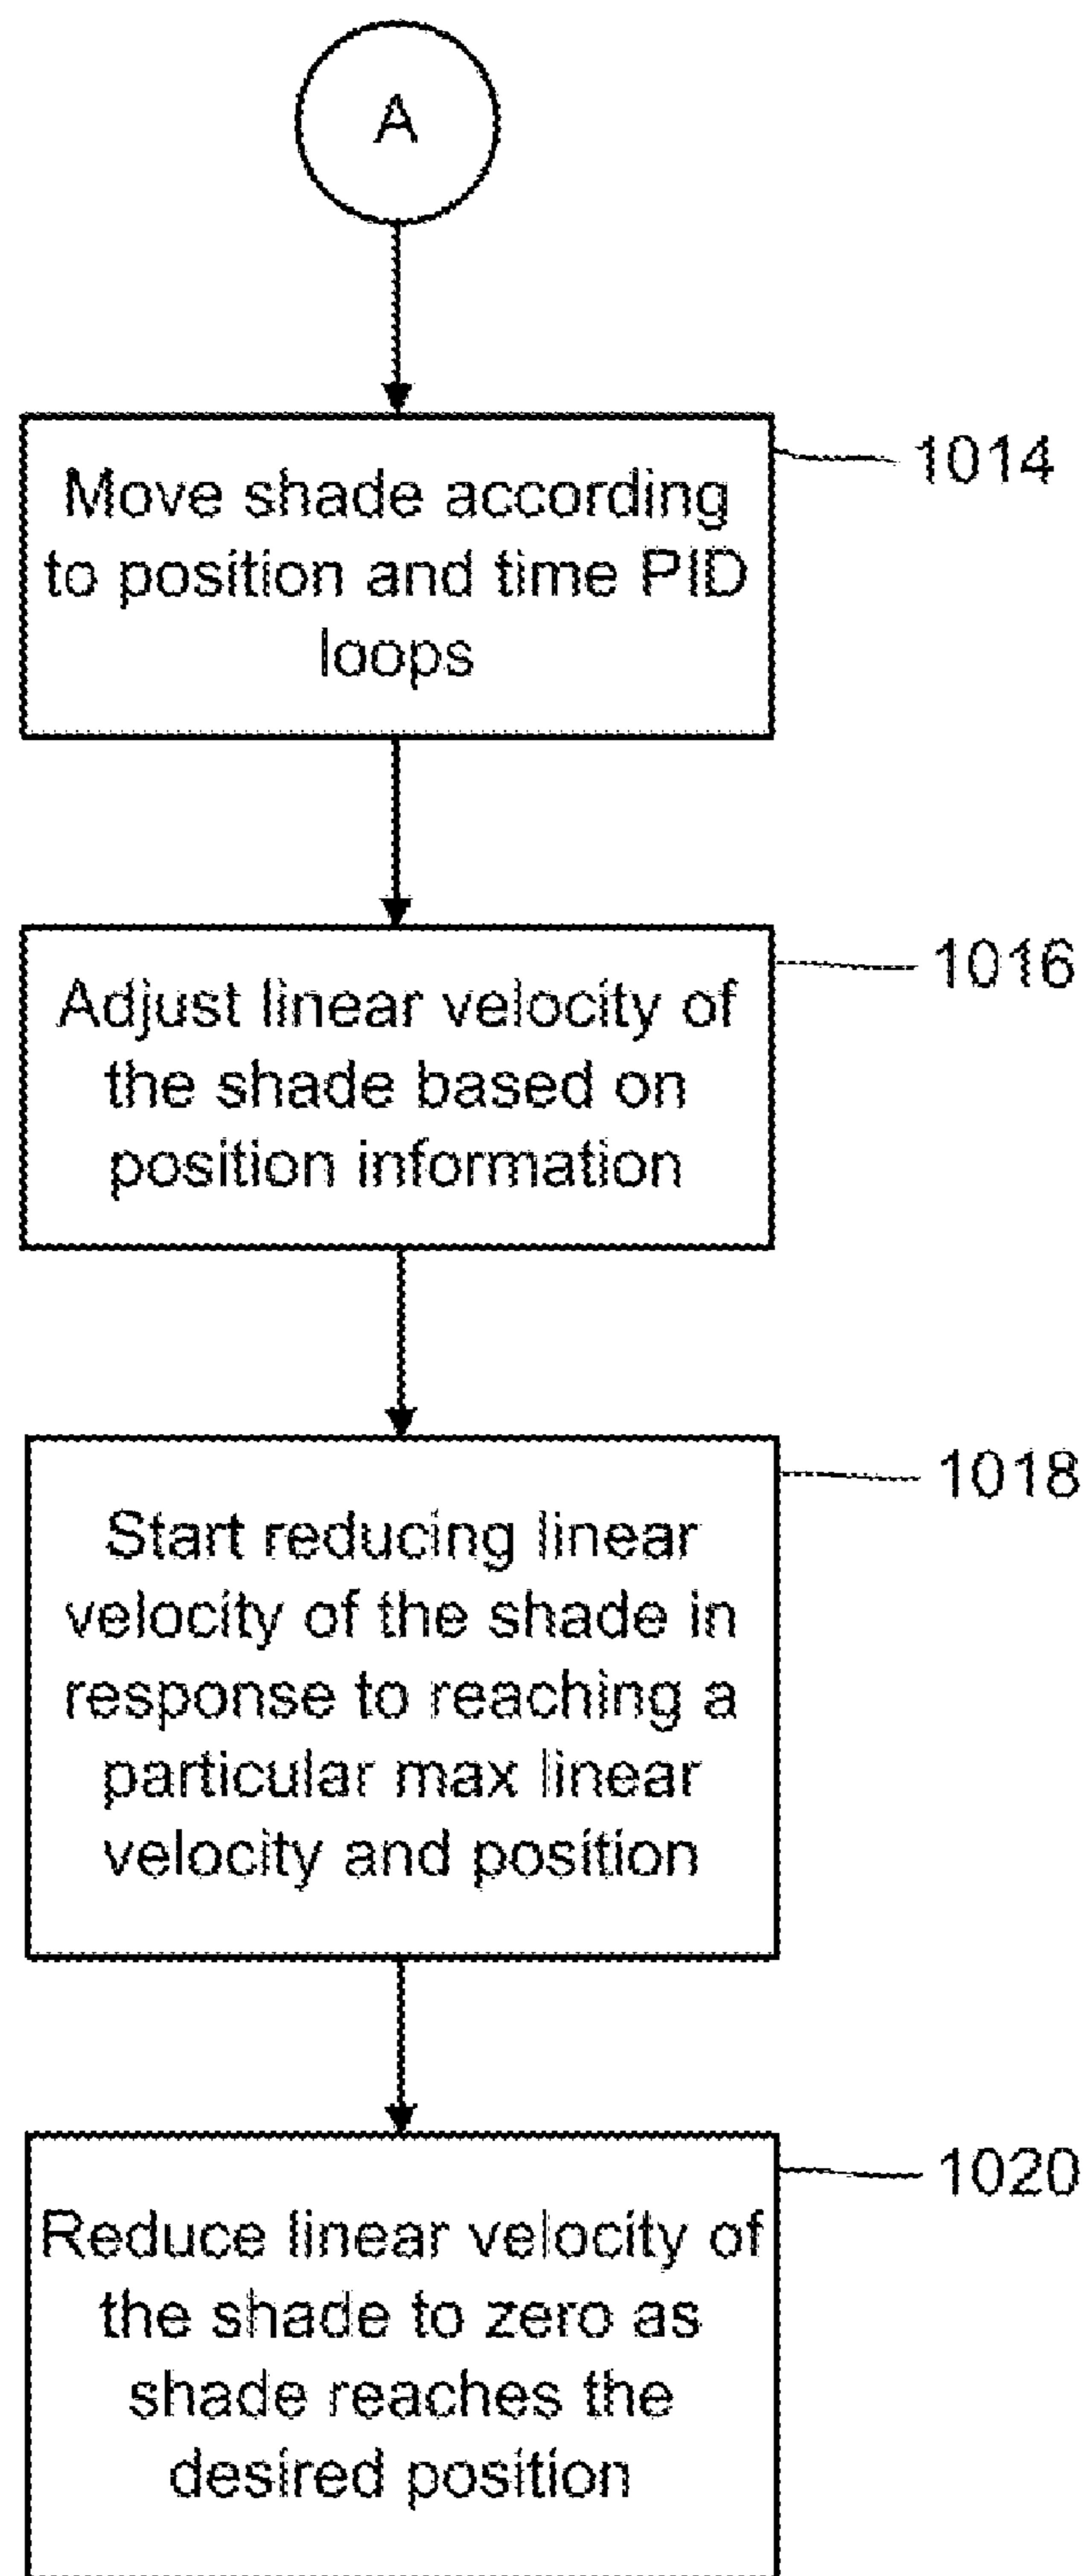 A
Move shade according
to position and time PID
loops
1014
Adjust linear velocity of
the shade based on
position information
1016
Start reducing linear
velocity of the shade in
response to reaching a
particular max linear
velocity and position
1018
Reduce linear velocity of
the shade to zero as
shade reaches the
desired position
1020